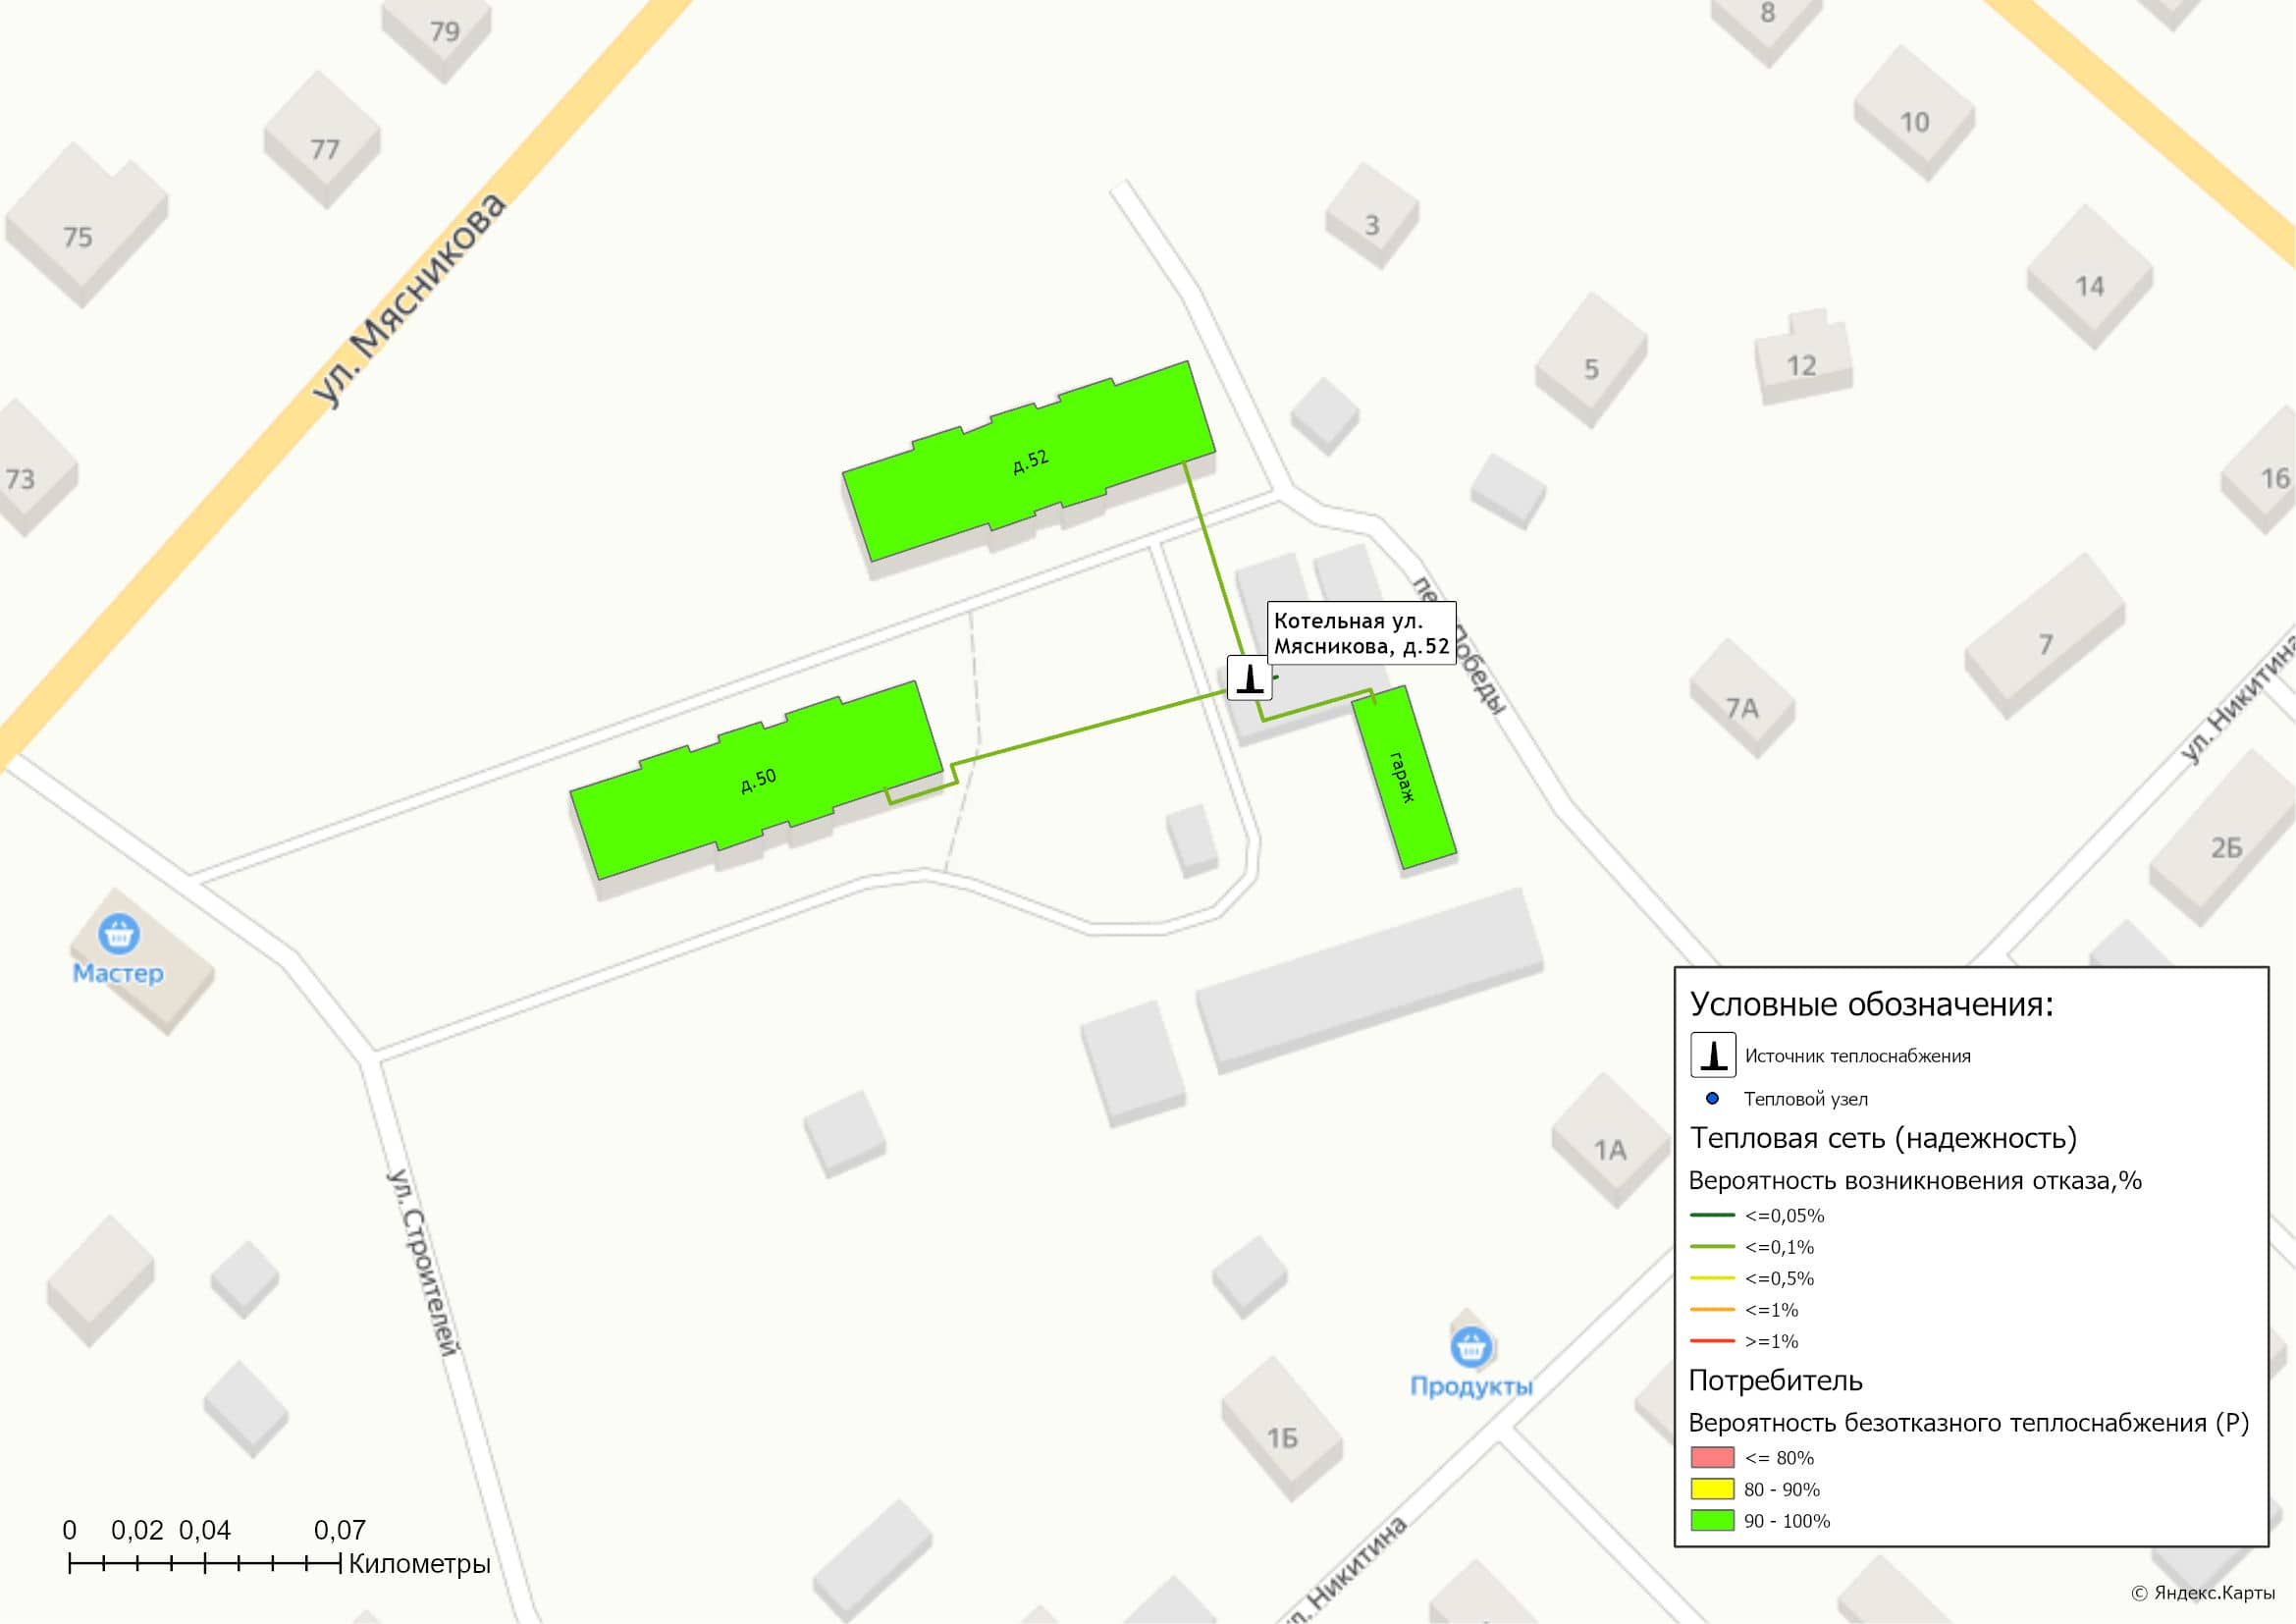 79
8
77
10
75
3
ул. Мясникова
14
5
12
73
16
д.52
Котельная ул.
Мясникова, д.52
Победы
7
7А
ул. Никитина
д.50
гараж
2Б
Мастер
1А
ул. Строителей
Продукты
1Б
ул. Никитина
Условные обозначения:
Источник теплоснабжения
Тепловой узел
Тепловая сеть (надежность)
Вероятность возникновения отказа,%
<=0,05%
<=0,1%
<=0,5%
<=1%
>=1%
Потребитель
Вероятность безотказного теплоснабжения (P)
<= 80%
80 - 90%
90 - 100%
0 0,02 0,04 0,07
Километры
© Яндекс.Карты